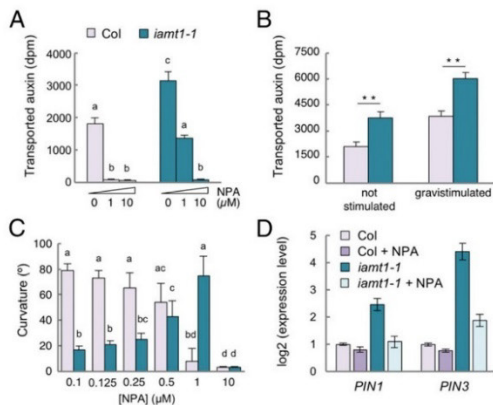 A
Col
iamt1-1
Transported auxin (dpm)
4000
3000
2000
1000
0
a
b
b
c
a
b
0 1 10 0 1 10
NPA
(µM)
B
Transported auxin (dpm)
7500
6000
4500
3000
1500
0
**
**
not
stimulated
gravistimulated
C
Curvature (º)
100
80
60
40
20
0
a
b
a
b
a
bc
ac
c
bd
a
d d
0.1 0.125 0.25 0.5 1 10
[NPA] (µM)
D
Col
Col + NPA
iamt1-1
iamt1-1 + NPA
log2 (expression level)
5
4
3
2
1
0
PIN1
PIN3